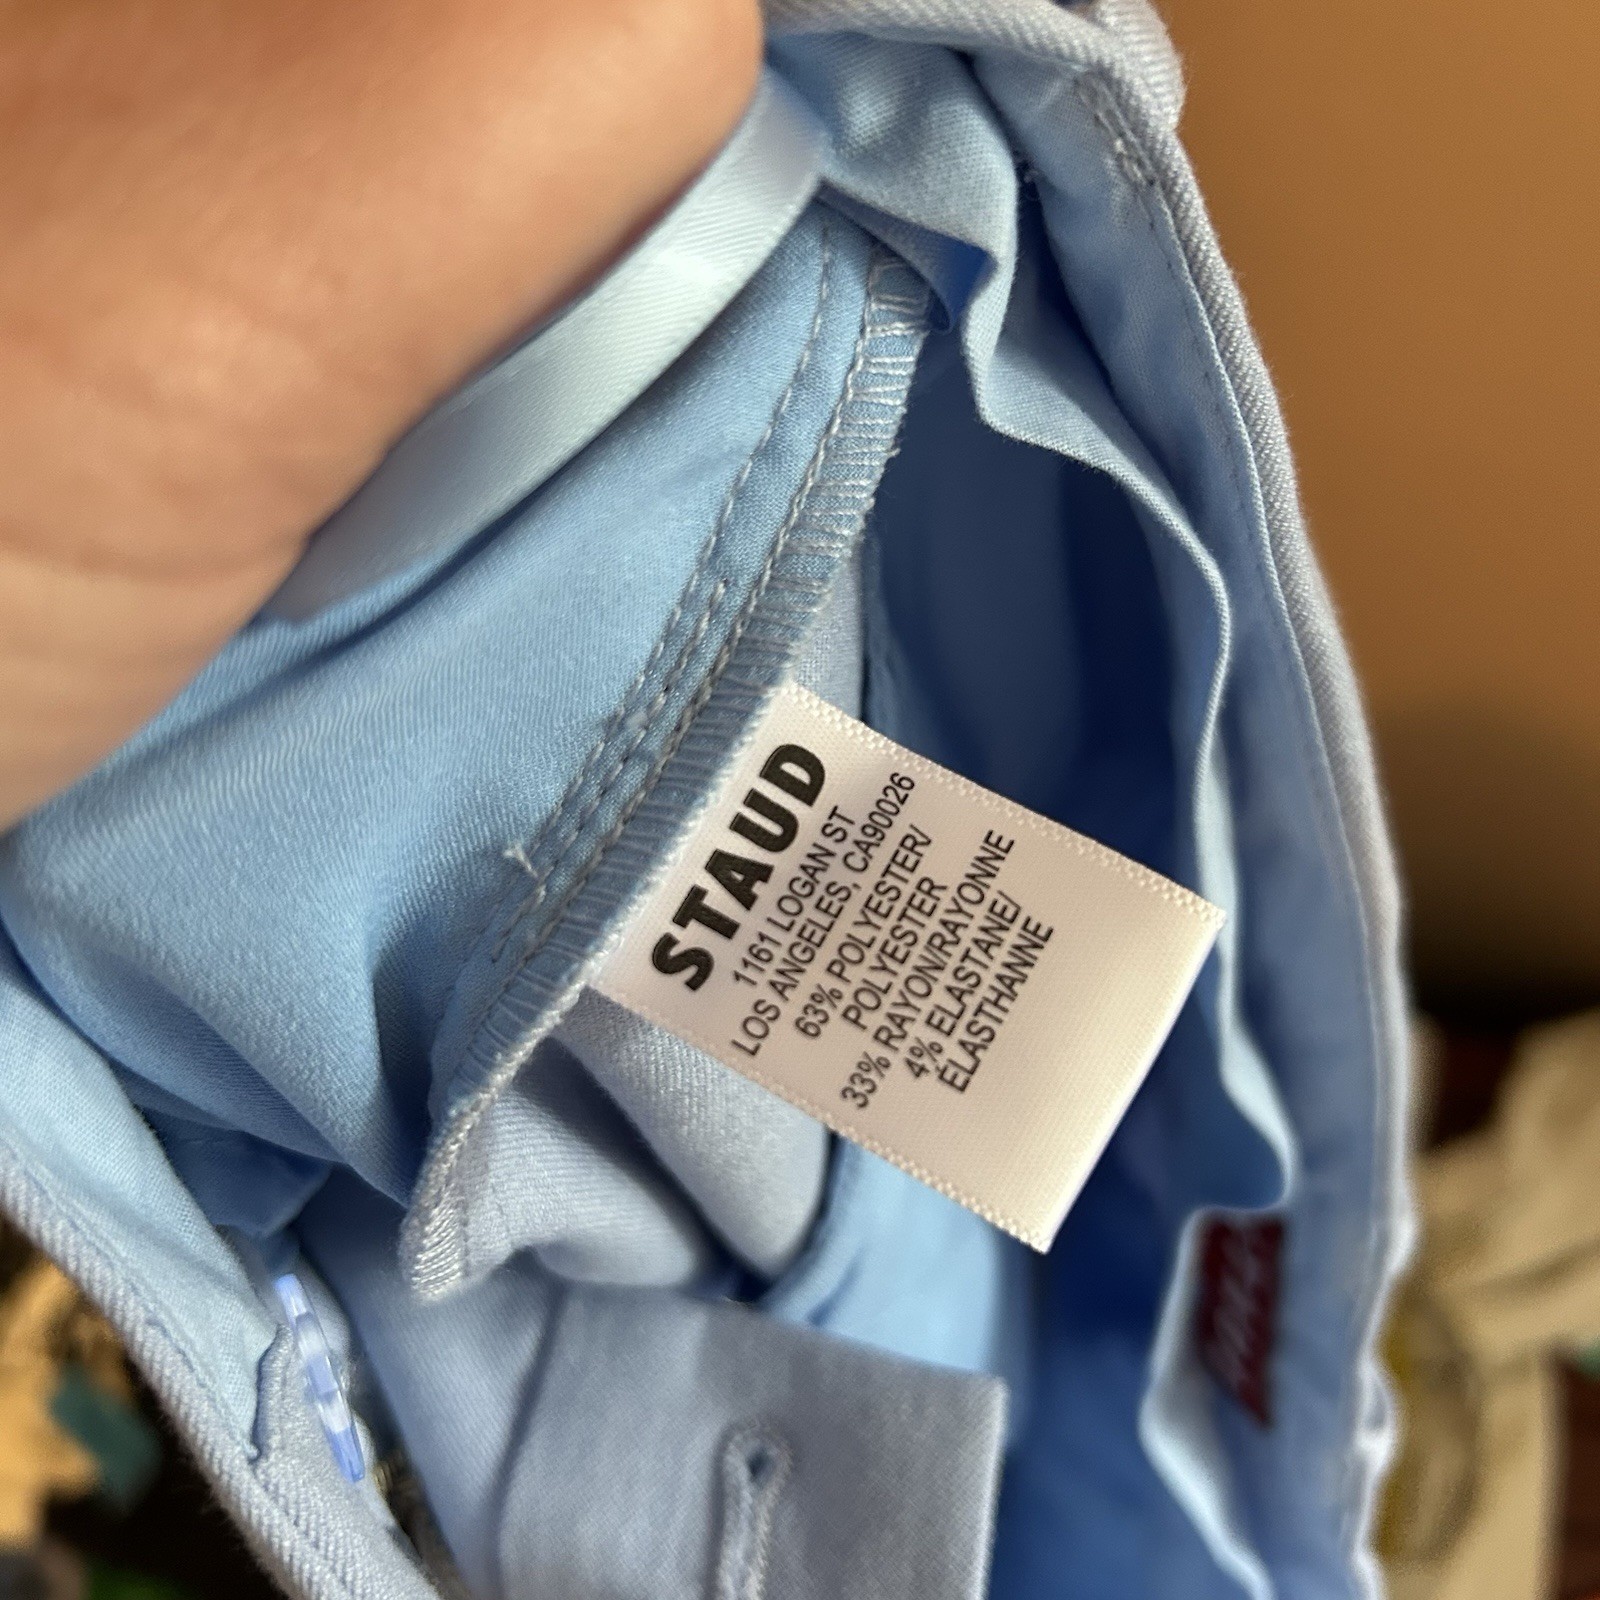 STAUD
1161 LOGAN ST
LOS ANGELES, CA90026
63% POLYESTER/
POLYESTER
33% RAYON/RAYONNE
4% ELASTANE/
ÉLASTHANNE